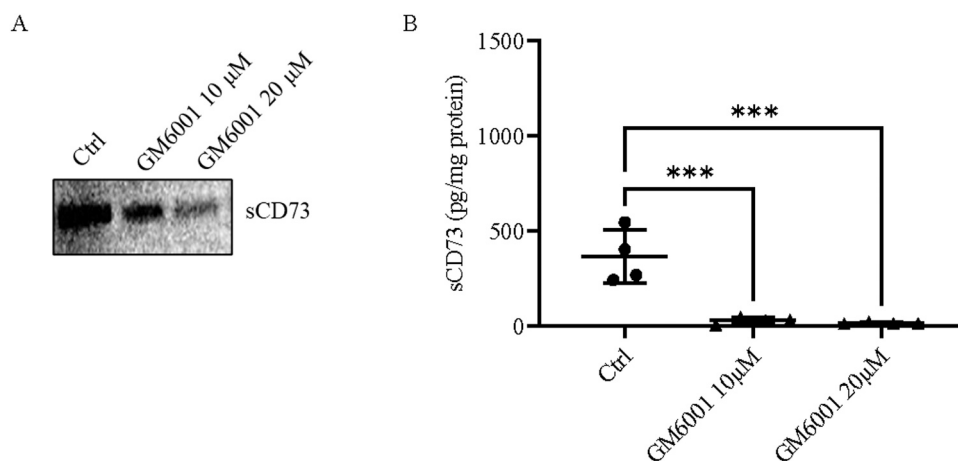 A
Ctrl
GM6001 10 µM
GM6001 20 µM
sCD73
B
sCD73 (pg/mg protein)
1500
1000
500
0
***
***
Ctrl
GM6001 10µM
GM6001 20µM